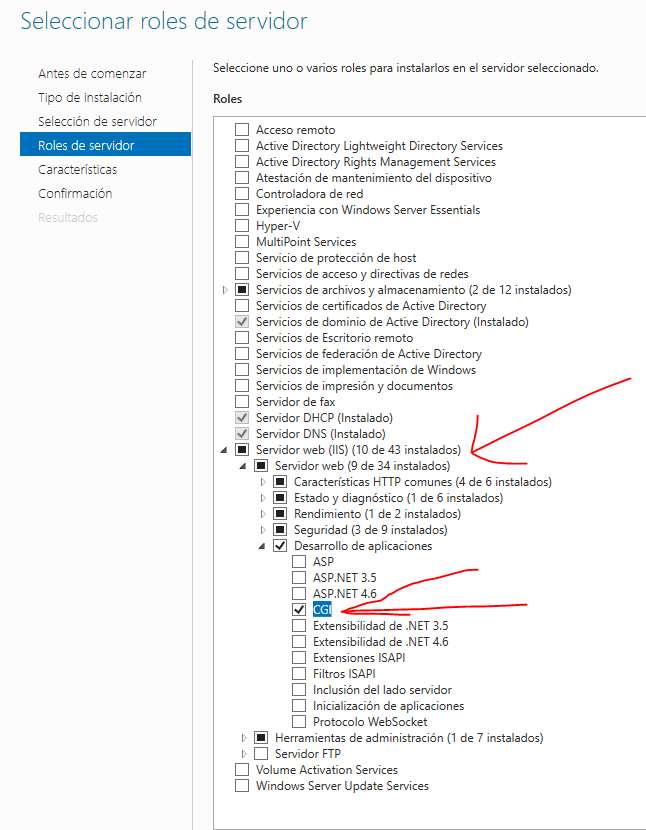 Seleccionar roles de servidor
Antes de comenzar
Tipo de instalación
Selección de servidor
Roles de servidor
Características
Confirmación
Resultados
Seleccione uno o varios roles para instalarlos en el servidor seleccionado.
Roles
Acceso remoto
Active Directory Lightweight Directory Services
Active Directory Rights Management Services
Atestación de mantenimiento del dispositivo
Controladora de red
Experiencia con Windows Server Essentials
Hyper-V
MultiPoint Services
Servicio de protección de host
Servicios de acceso y directivas de redes
Servicios de archivos y almacenamiento (2 de 12 instalados)
Servicios de certificados de Active Directory
Servicios de dominio de Active Directory (Instalado)
Servicios de Escritorio remoto
Servicios de federación de Active Directory
Servicios de implementación de Windows
Servicios de impresión y documentos
Servidor de fax
Servidor DHCP (Instalado)
Servidor DNS (Instalado)
Servidor web (IIS) (10 de 43 instalados)
Servidor web (9 de 34 instalados)
Características HTTP comunes (4 de 6 instalados)
Estado y diagnóstico (1 de 6 instalados)
Rendimiento (1 de 2 instalados)
Seguridad (3 de 9 instalados)
Desarrollo de aplicaciones
ASP
ASP.NET 3.5
ASP.NET 4.6
CGI
Extensibilidad de .NET 3.5
Extensibilidad de .NET 4.6
Extensiones ISAPI
Filtros ISAPI
Inclusión del lado servidor
Inicialización de aplicaciones
Protocolo WebSocket
Herramientas de administración (1 de 7 instalados)
Servidor FTP
Volume Activation Services
Windows Server Update Services